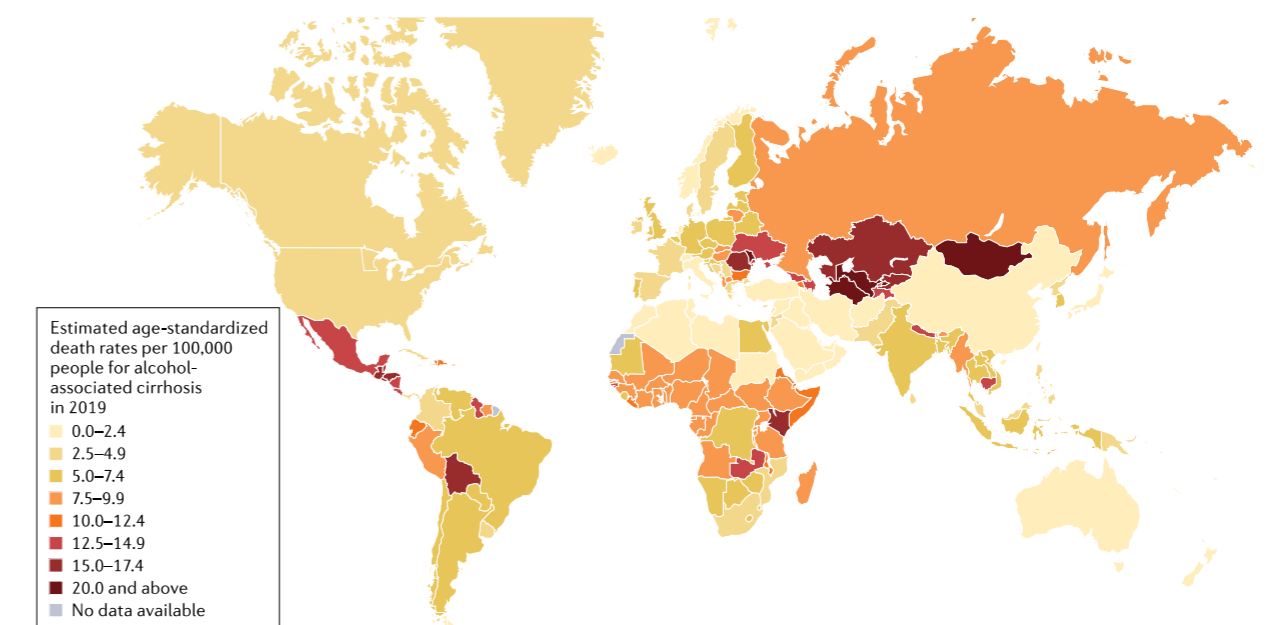 Estimated age-standardized
death rates per 100,000
people for alcohol-
associated cirrhosis
in 2019
0.0–2.4
2.5–4.9
5.0–7.4
7.5–9.9
10.0–12.4
12.5–14.9
15.0–17.4
20.0 and above
No data available